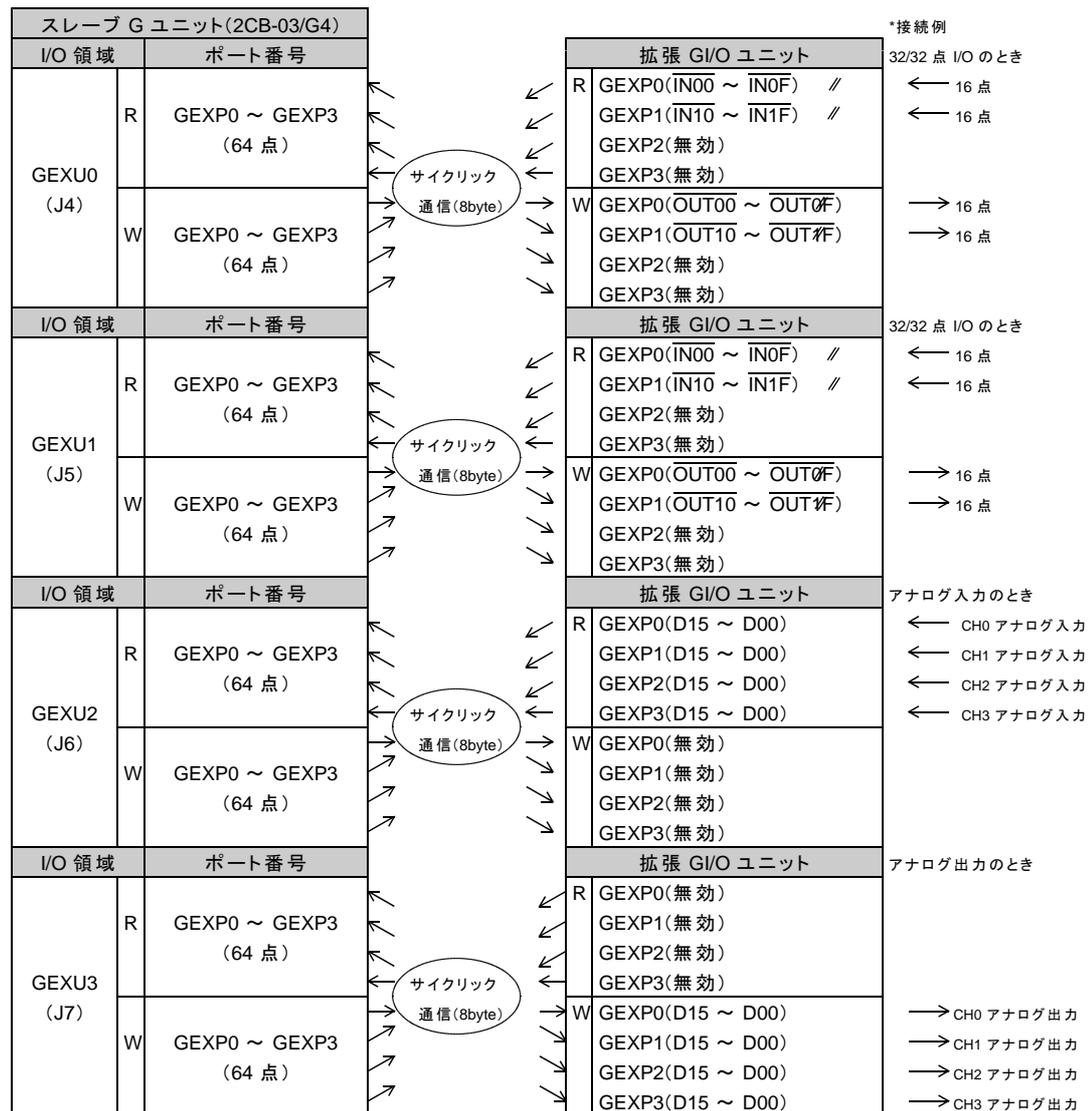 スレーブ G ユニット(2CB-03/G4)
*接続例
I/O 領域 ポート番号 拡張 GI/O ユニット 32/32 点 I/O のとき
GEXU0
(J4)
R
GEXP0 ～ GEXP3
(64 点)
W
GEXP0 ～ GEXP3
(64 点)
サイクリック
通信(8byte)
R GEXP0(IN00 ～ IN0F) 〃 ← 16 点
GEXP1(IN10 ～ IN1F) 〃 ← 16 点
GEXP2(無効)
GEXP3(無効)
W GEXP0(OUT00 ～ OUT0F) 〃 → 16 点
GEXP1(OUT10 ～ OUT1F) 〃 → 16 点
GEXP2(無効)
GEXP3(無効)
I/O 領域 ポート番号 拡張 GI/O ユニット 32/32 点 I/O のとき
GEXU1
(J5)
R
GEXP0 ～ GEXP3
(64 点)
W
GEXP0 ～ GEXP3
(64 点)
サイクリック
通信(8byte)
R GEXP0(IN00 ～ IN0F) 〃 ← 16 点
GEXP1(IN10 ～ IN1F) 〃 ← 16 点
GEXP2(無効)
GEXP3(無効)
W GEXP0(OUT00 ～ OUT0F) 〃 → 16 点
GEXP1(OUT10 ～ OUT1F) 〃 → 16 点
GEXP2(無効)
GEXP3(無効)
I/O 領域 ポート番号 拡張 GI/O ユニット アナログ入力のとき
GEXU2
(J6)
R
GEXP0 ～ GEXP3
(64 点)
W
GEXP0 ～ GEXP3
(64 点)
サイクリック
通信(8byte)
R GEXP0(D15 ～ D00) ← CH0 アナログ入力
GEXP1(D15 ～ D00) ← CH1 アナログ入力
GEXP2(D15 ～ D00) ← CH2 アナログ入力
GEXP3(D15 ～ D00) ← CH3 アナログ入力
W GEXP0(無効)
GEXP1(無効)
GEXP2(無効)
GEXP3(無効)
I/O 領域 ポート番号 拡張 GI/O ユニット アナログ出力のとき
GEXU3
(J7)
R
GEXP0 ～ GEXP3
(64 点)
W
GEXP0 ～ GEXP3
(64 点)
サイクリック
通信(8byte)
R GEXP0(無効)
GEXP1(無効)
GEXP2(無効)
GEXP3(無効)
W GEXP0(D15 ～ D00) → CH0 アナログ出力
GEXP1(D15 ～ D00) → CH1 アナログ出力
GEXP2(D15 ～ D00) → CH2 アナログ出力
GEXP3(D15 ～ D00) → CH3 アナログ出力